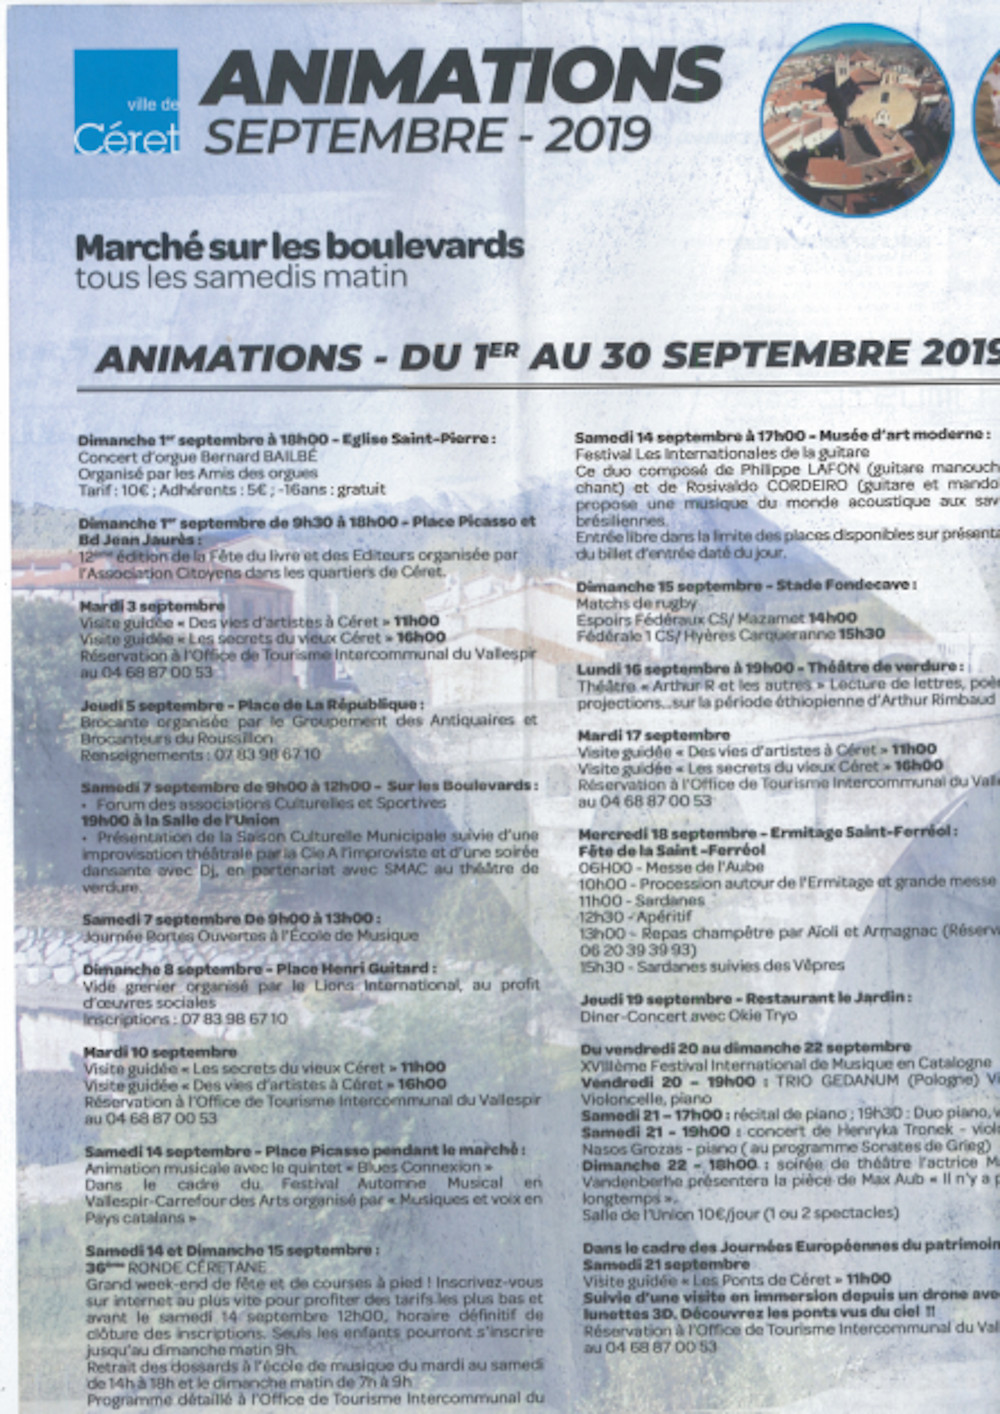 ville de
Céret
ANIMATIONS
SEPTEMBRE - 2019
Marché sur les boulevards
tous les samedis matin
ANIMATIONS - DU 1ER AU 30 SEPTEMBRE 2019
Dimanche 1er septembre à 18h00 - Eglise Saint-Pierre :
Concert d'orgue Bernard BAILBÉ
Organisé par les Amis des orgues
Tarif : 10€ ; Adhérents : 5€ ; -16ans : gratuit
Dimanche 1er septembre de 9h30 à 18h00 - Place Picasso et
Bd Jean Jaurès :
12ème édition de la Fête du livre et des Editeurs organisée par
l'Association Citoyens dans les quartiers de Céret.
Mardi 3 septembre
Visite guidée « Des vies d'artistes à Céret » 11h00
Visite guidée « Les secrets du vieux Céret » 16h00
Réservation à l'Office de Tourisme Intercommunal du Vallespir
au 04 68 87 00 53
Jeudi 5 septembre - Place de La République :
Brocante organisée par le Groupement des Antiquaires et
Brocanteurs du Roussillon
Renseignements : 07 83 98 67 10
Samedi 7 septembre de 9h00 à 12h00 - Sur les Boulevards :
• Forum des associations Culturelles et Sportives
19h00 à la Salle de l'Union
• Présentation de la Saison Culturelle Municipale suivie d'une
improvisation théâtrale par la Cie A l'improviste et d'une soirée
dansante avec Dj, en partenariat avec SMAC au théâtre de
verdure.
Samedi 7 septembre De 9h00 à 13h00 :
Journée Portes Ouvertes à l'École de Musique
Dimanche 8 septembre - Place Henri Guitard :
Vide grenier organisé par le Lions International, au profit
d'œuvres sociales
Inscriptions : 07 83 98 67 10
Mardi 10 septembre
Visite guidée « Les secrets du vieux Céret » 11h00
Visite guidée « Des vies d'artistes à Céret » 16h00
Réservation à l'Office de Tourisme Intercommunal du Vallespir
au 04 68 87 00 53
Samedi 14 septembre - Place Picasso pendant le marché :
Animation musicale avec le quintet « Blues Connexion »
Dans le cadre du Festival Automne Musical en
Vallespir-Carrefour des Arts organisé par « Musiques et voix en
Pays catalans »
Samedi 14 et Dimanche 15 septembre :
36ème RONDE CÉRETANE
Grand week-end de fête et de courses à pied ! Inscrivez-vous
sur internet au plus vite pour profiter des tarifs les plus bas et
avant le samedi 14 septembre 12h00, horaire définitif de
clôture des inscriptions. Seuls les enfants pourront s'inscrire
jusqu'au dimanche matin 9h.
Retrait des dossards à l'école de musique du mardi au samedi
de 14h à 18h et le dimanche matin de 7h à 9h
Programme détaillé à l'Office de Tourisme Intercommunal du
Samedi 14 septembre à 17h00 - Musée d'art moderne :
Festival Les Internationales de la guitare
Ce duo composé de Philippe LAFON (guitare manouch
chant) et de Rosivaldo CORDEIRO (guitare et mandol
propose une musique du monde acoustique aux sav
brésiliennes.
Entrée libre dans la limite des places disponibles sur présenta
du billet d'entrée daté du jour.
Dimanche 15 septembre - Stade Fondecave :
Matchs de rugby
Espoirs Fédéraux CS/ Mazamet 14h00
Fédérale 1 CS/ Hyères Carqueranne 15h30
Lundi 16 septembre à 19h00 - Théâtre de verdure :
Théâtre « Arthur R et les autres » Lecture de lettres, poè
projections...sur la période éthiopienne d'Arthur Rimbaud
Mardi 17 septembre
Visite guidée « Des vies d'artistes à Céret » 11h00
Visite guidée « Les secrets du vieux Céret » 16h00
Réservation à l'Office de Tourisme Intercommunal du Valle
au 04 68 87 00 53
Mercredi 18 septembre - Ermitage Saint-Ferréol :
Fête de la Saint -Ferréol
06H00 - Messe de l'Aube
10h00 - Procession autour de l'Ermitage et grande messe
11h00 - Sardanes
12h30 - Apéritif
13h00 - Repas champêtre par Aïoli et Armagnac (Réserv
06 20 39 39 93)
15h30 - Sardanes suivies des Vêpres
Jeudi 19 septembre - Restaurant le Jardin :
Diner-Concert avec Okie Tryo
Du vendredi 20 au dimanche 22 septembre
XVIIème Festival International de Musique en Catalogne
Vendredi 20 - 19h00 : TRIO GEDANUM (Pologne) Vi
Violoncelle, piano
Samedi 21 - 17h00 : récital de piano ; 19h30 : Duo piano, v
Samedi 21 - 19h00 : concert de Henryka Tronek - viol
Nasos Grozas - piano ( au programme Sonates de Grieg)
Dimanche 22 - 18h00 : soirée de théâtre l'actrice M
Vandenberhe présentera la pièce de Max Aub « Il n'y a p
longtemps ».
Salle de l'Union 10€/jour (1 ou 2 spectacles)
Dans le cadre des Journées Européennes du patrimoin
Samedi 21 septembre
Visite guidée « Les Ponts de Céret » 11h00
Suivie d'une visite en immersion depuis un drone ave
lunettes 3D. Découvrez les ponts vus du ciel !!
Réservation à l'Office de Tourisme Intercommunal du Val
au 04 68 87 00 53